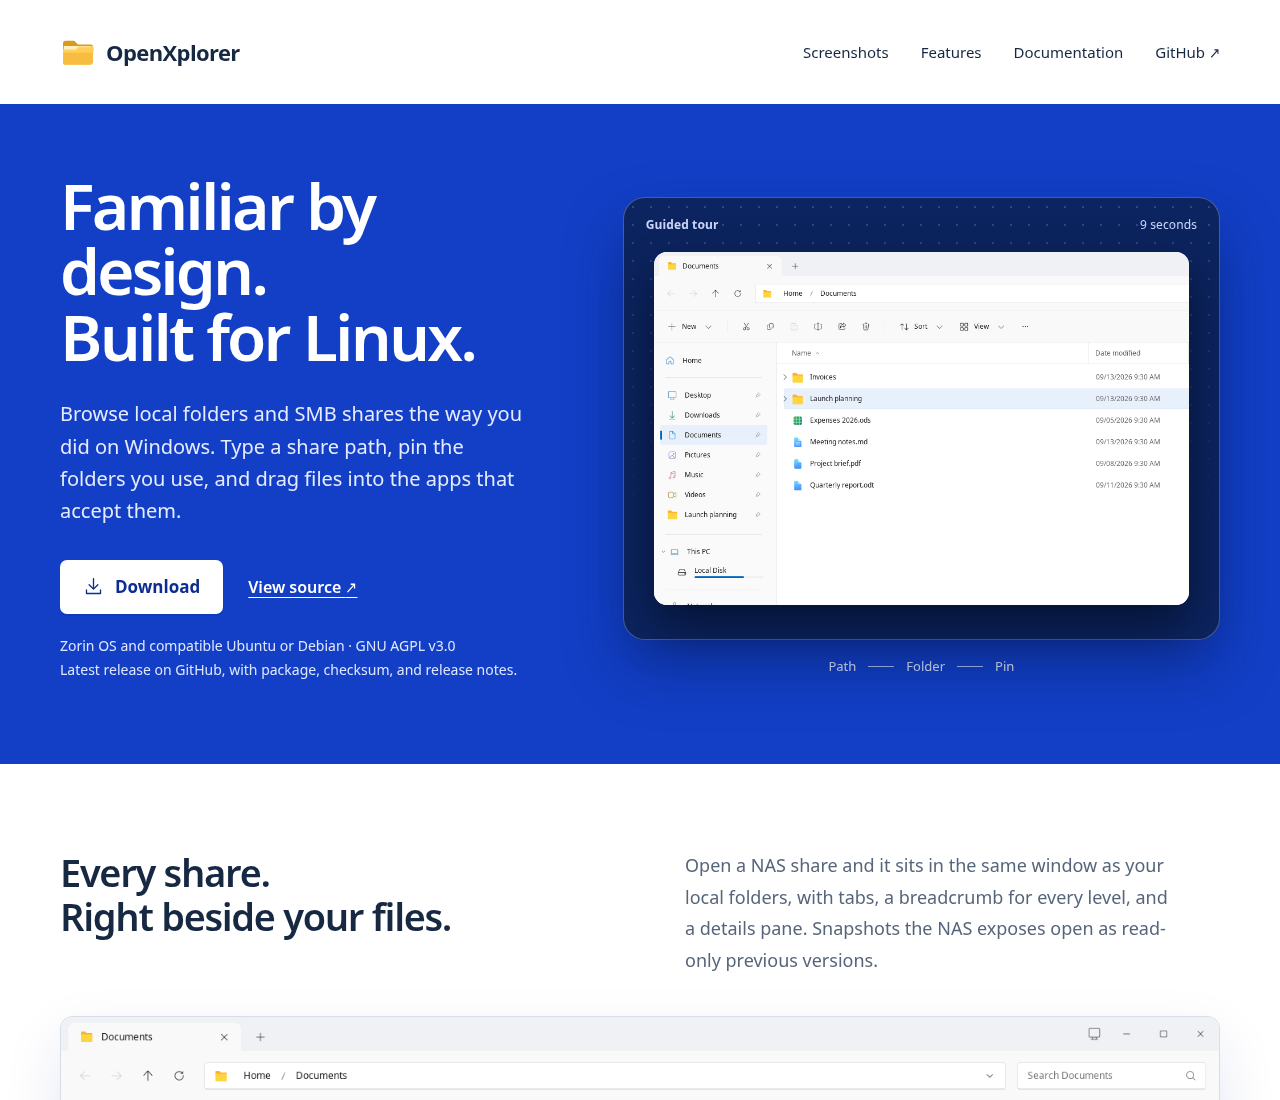 OpenXplorer
Screenshots Features Documentation GitHub ↗
Familiar by
design.
Built for Linux.
Browse local folders and SMB shares the way you
did on Windows. Type a share path, pin the
folders you use, and drag files into the apps that
accept them.
Download View source ↗
Zorin OS and compatible Ubuntu or Debian · GNU AGPL v3.0
Latest release on GitHub, with package, checksum, and release notes.
Guided tour 9 seconds
Documents
Home / Documents
New Sort View
Home
Desktop
Downloads
Documents
Pictures
Music
Videos
Launch planning
This PC
Local Disk
Name Date modified
Invoices 09/13/2026 9:30 AM
Launch planning 09/13/2026 9:30 AM
Expenses 2026.ods 09/05/2026 9:30 AM
Meeting notes.md 09/13/2026 9:30 AM
Project brief.pdf 09/08/2026 9:30 AM
Quarterly report.odt 09/11/2026 9:30 AM
Path Folder Pin
Every share.
Right beside your files.
Open a NAS share and it sits in the same window as your
local folders, with tabs, a breadcrumb for every level, and
a details pane. Snapshots the NAS exposes open as read-
only previous versions.
Documents
Home / Documents Search Documents